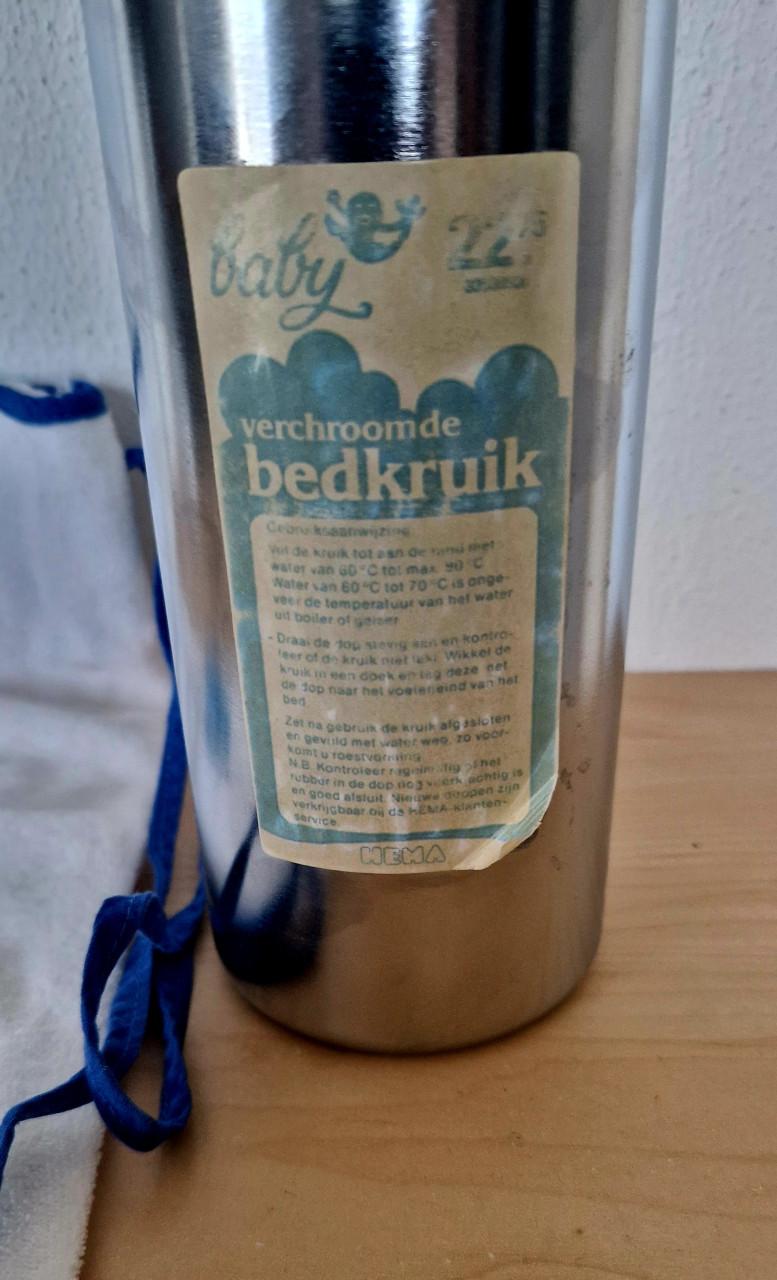 baby
22.75
verchroomde
bedkruik
Gebruiksaanwijzing
Vul de kruik tot aan de rand met
water van 60 °C tot max. 90 °C
Water van 60 °C tot 70 °C is onge-
veer de temperatuur van het water
uit boiler of geiser
- Draai de dop stevig aan en kontro-
leer of de kruik niet lekt. Wikkel de
kruik in een doek en leg deze met
de dop naar het voeteneind van het
bed
Zet na gebruik de kruik afgesloten
en gevuld met water weg, zo voor-
komt u roestvorming
N.B. Kontroleer regelmatig of het
rubber in de dop nog veerkrachtig is
en goed afsluit. Nieuwe doppen zijn
verkrijgbaar bij de HEMA-klanten-
service
HEMA